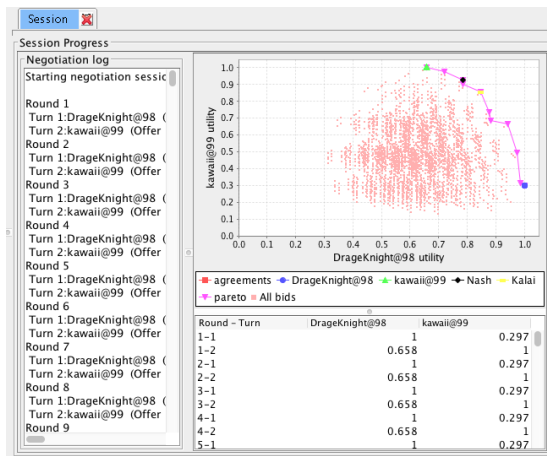 Session
Session Progress
Negotiation log
Starting negotiation sessic
Round 1
Turn 1:DrageKnight@98 (
Turn 2:kawaii@99 (Offer
Round 2
Turn 1:DrageKnight@98 (
Turn 2:kawaii@99 (Offer
Round 3
Turn 1:DrageKnight@98 (
Turn 2:kawaii@99 (Offer
Round 4
Turn 1:DrageKnight@98 (
Turn 2:kawaii@99 (Offer
Round 5
Turn 1:DrageKnight@98 (
Turn 2:kawaii@99 (Offer
Round 6
Turn 1:DrageKnight@98 (
Turn 2:kawaii@99 (Offer
Round 7
Turn 1:DrageKnight@98 (
Turn 2:kawaii@99 (Offer
Round 8
Turn 1:DrageKnight@98 (
Turn 2:kawaii@99 (Offer
Round 9
kawaii@99 utility
1.0
0.9
0.8
0.7
0.6
0.5
0.4
0.3
0.2
0.1
0.0
0.0 0.1 0.2 0.3 0.4 0.5 0.6 0.7 0.8 0.9 1.0
DrageKnight@98 utility
agreements DrageKnight@98 kawaii@99 Nash Kalai
pareto All bids
Round - Turn DrageKnight@98 kawaii@99
1-1 1 0.297
1-2 0.658 1
2-1 1 0.297
2-2 0.658 1
3-1 1 0.297
3-2 0.658 1
4-1 1 0.297
4-2 0.658 1
5-1 1 0.297